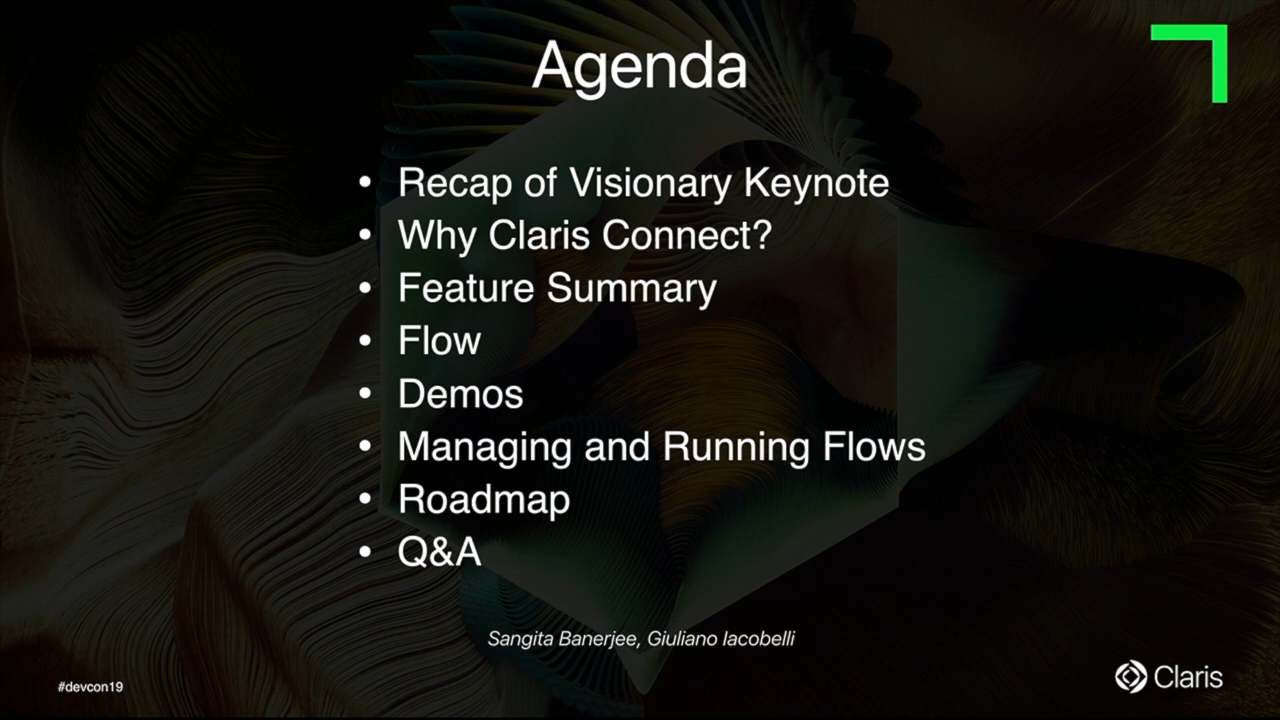 Agenda
• Recap of Visionary Keynote
• Why Claris Connect?
• Feature Summary
• Flow
• Demos
• Managing and Running Flows
• Roadmap
• Q&A
Sangita Banerjee, Giuliano Iacobelli
#devcon19
Claris